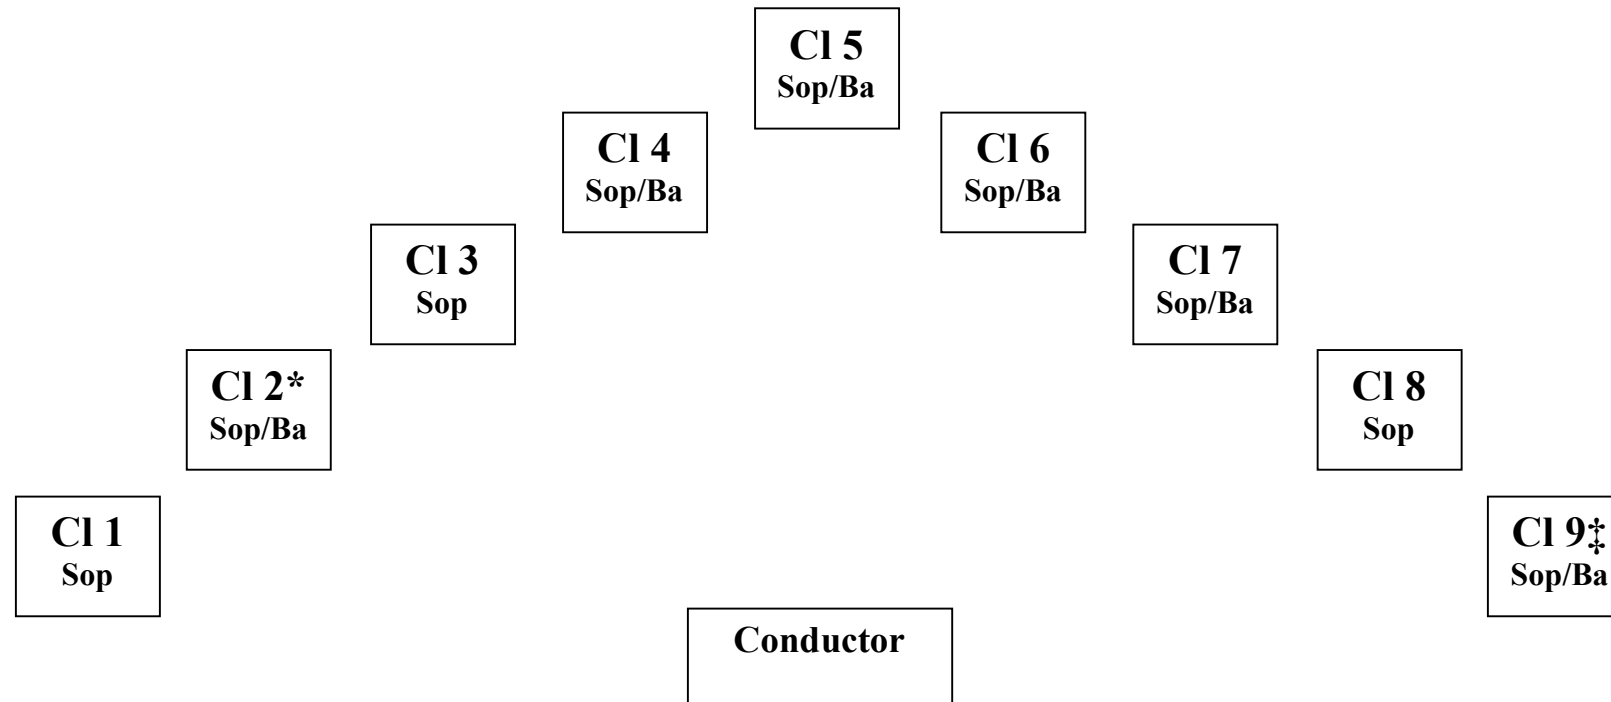 Cl 5
Sop/Ba
Cl 4
Sop/Ba
Cl 6
Sop/Ba
Cl 3
Sop
Cl 7
Sop/Ba
Cl 2*
Sop/Ba
Cl 8
Sop
Cl 1
Sop
Cl 9‡
Sop/Ba
Conductor